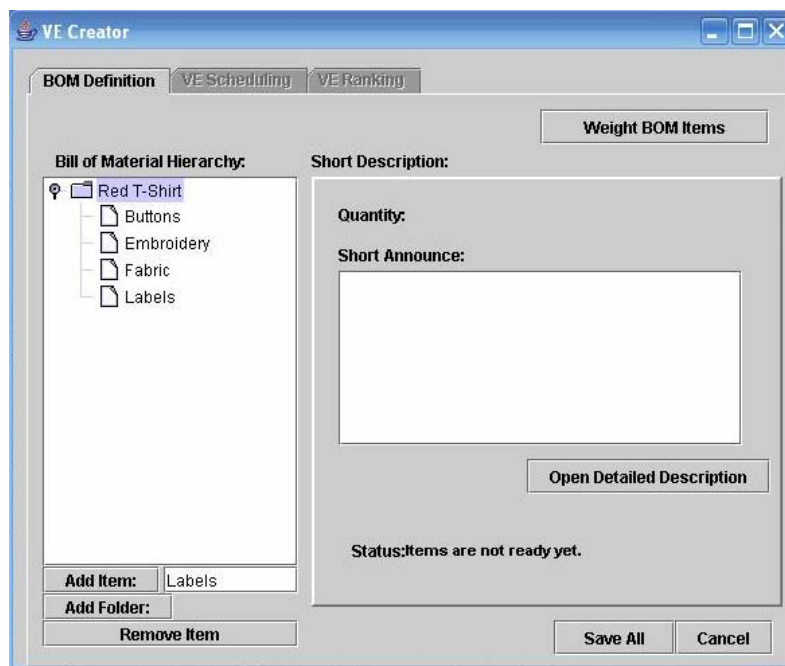 VE Creator
BOM Definition VE Scheduling VE Ranking
Weight BOM Items
Bill of Material Hierarchy: Short Description:
Red T-Shirt
Buttons
Embroidery
Fabric
Labels
Quantity:
Short Announce:
Open Detailed Description
Status:Items are not ready yet.
Add Item: Labels
Add Folder:
Remove Item
Save All Cancel